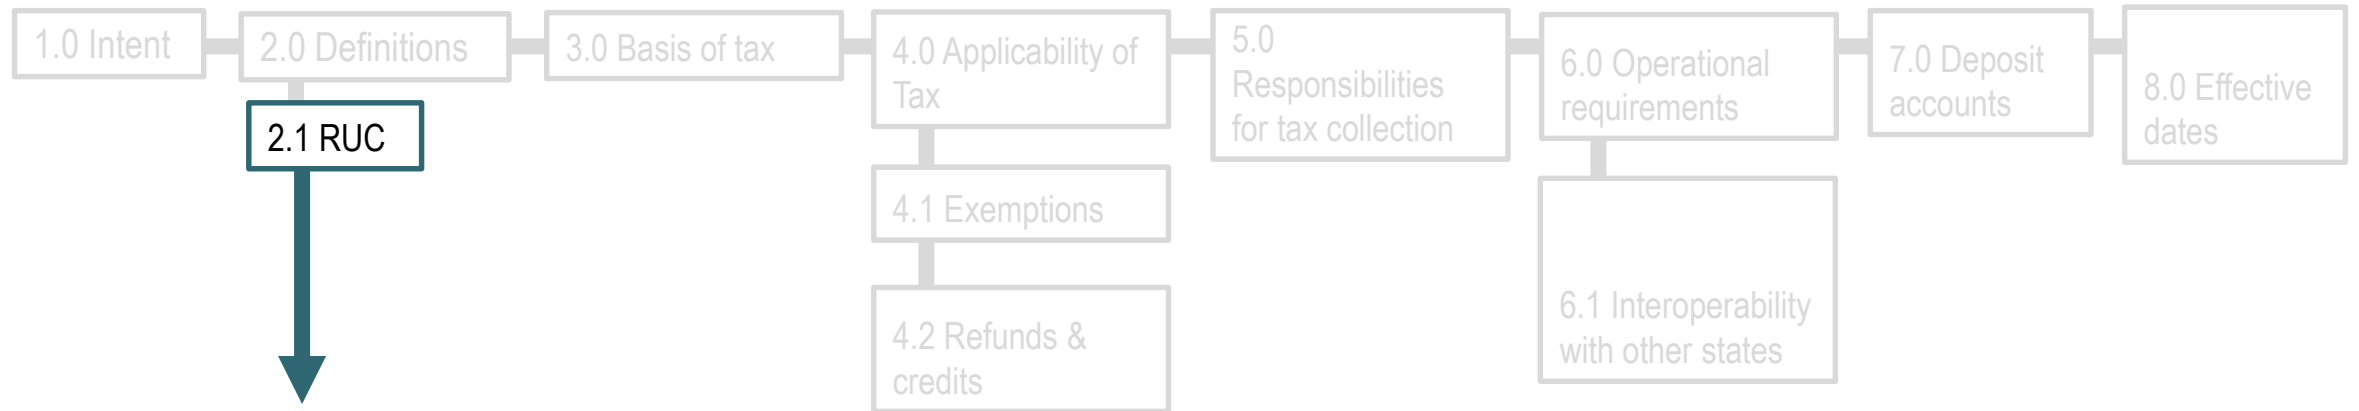 1.0 Intent
2.0 Definitions
2.1 RUC
3.0 Basis of tax
4.0 Applicability of
Tax
4.1 Exemptions
4.2 Refunds &
credits
5.0
Responsibilities
for tax collection
6.0 Operational
requirements
6.1 Interoperability
with other states
7.0 Deposit
accounts
8.0 Effective
dates